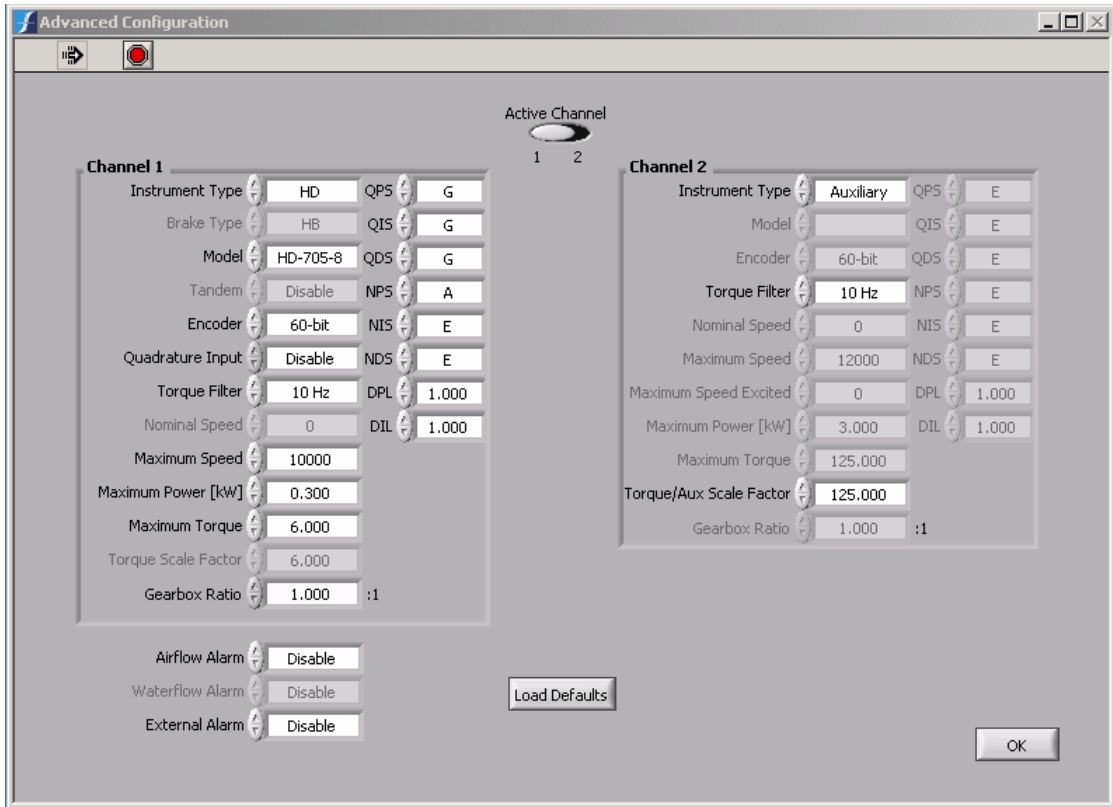 Advanced Configuration
Active Channel
1 2
Channel 1
Instrument Type HD QPS G
Brake Type HB QIS G
Model HD-705-8 QDS G
Tandem Disable NPS A
Encoder 60-bit NIS E
Quadrature Input Disable NDS E
Torque Filter 10 Hz DPL 1.000
Nominal Speed 0 DIL 1.000
Maximum Speed 10000
Maximum Power [kW] 0.300
Maximum Torque 6.000
Torque Scale Factor 6.000
Gearbox Ratio 1.000 :1
Airflow Alarm Disable
Waterflow Alarm Disable
External Alarm Disable
Channel 2
Instrument Type Auxiliary QPS E
Model QIS E
Encoder 60-bit QDS E
Torque Filter 10 Hz NPS E
Nominal Speed 0 NIS E
Maximum Speed 12000 NDS E
Maximum Speed Excited 0 DPL 1.000
Maximum Power [kW] 3.000 DIL 1.000
Maximum Torque 125.000
Torque/Aux Scale Factor 125.000
Gearbox Ratio 1.000 :1
Load Defaults
OK